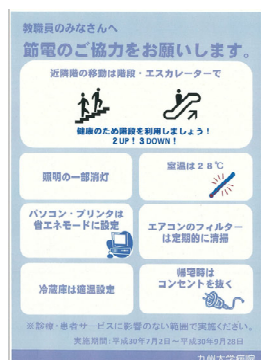 教職員のみなさんへ
節電のご協力をお願いします。
近隣階の移動は階段・エスカレーターで
健康のため階段を利用しましょう！
2UP！3DOWN！
照明の一部消灯
室温は28℃
パソコン・プリンタは
省エネモードに設定
エアコンのフィルター
は定期的に清掃
冷蔵庫は適温設定
帰宅時は
コンセントを抜く
※診療・患者サービスに影響のない範囲で実施ください。
実施期間：平成30年7月2日～平成30年9月28日
九州大学病院